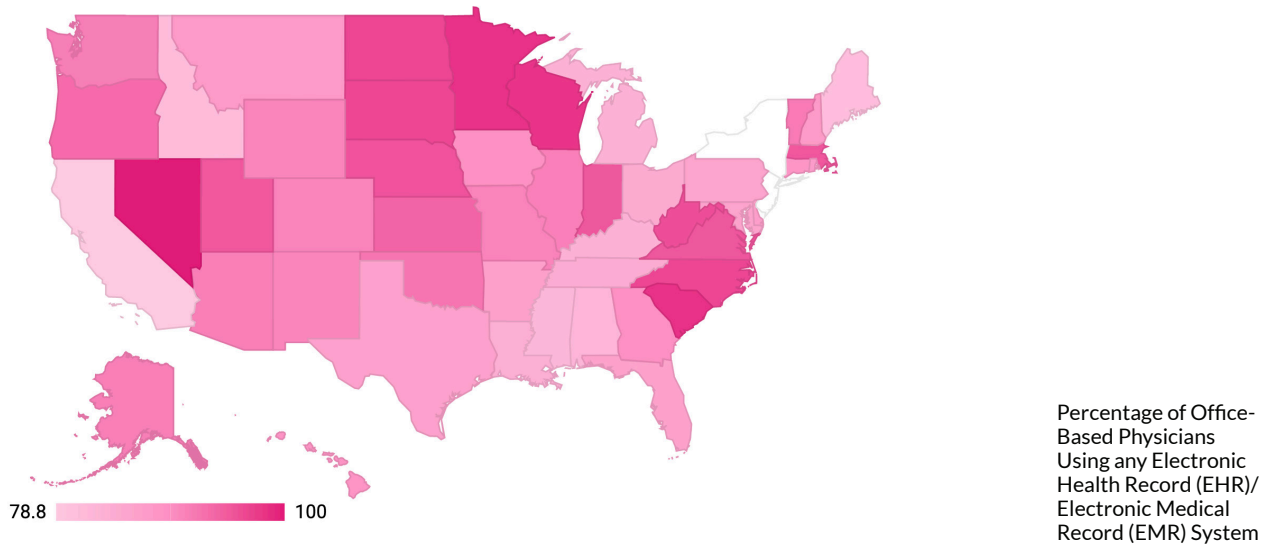 78.8
100
Percentage of Office-
Based Physicians
Using any Electronic
Health Record (EHR)/
Electronic Medical
Record (EMR) System